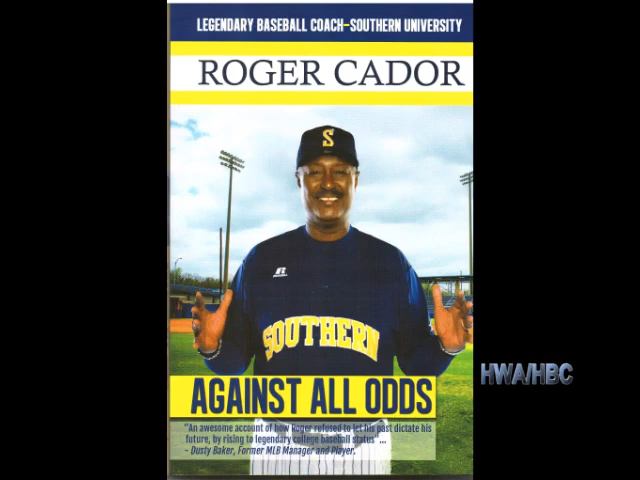 LEGENDARY BASEBALL COACH-SOUTHERN UNIVERSITY
ROGER CADOR
S
R
SOUTHERN
HWA/HBC
AGAINST ALL ODDS
"An awesome account of how Roger refused to let his past dictate his
future, by rising to legendary college baseball status" ...
- Dusty Baker, Former MLB Manager and Player.